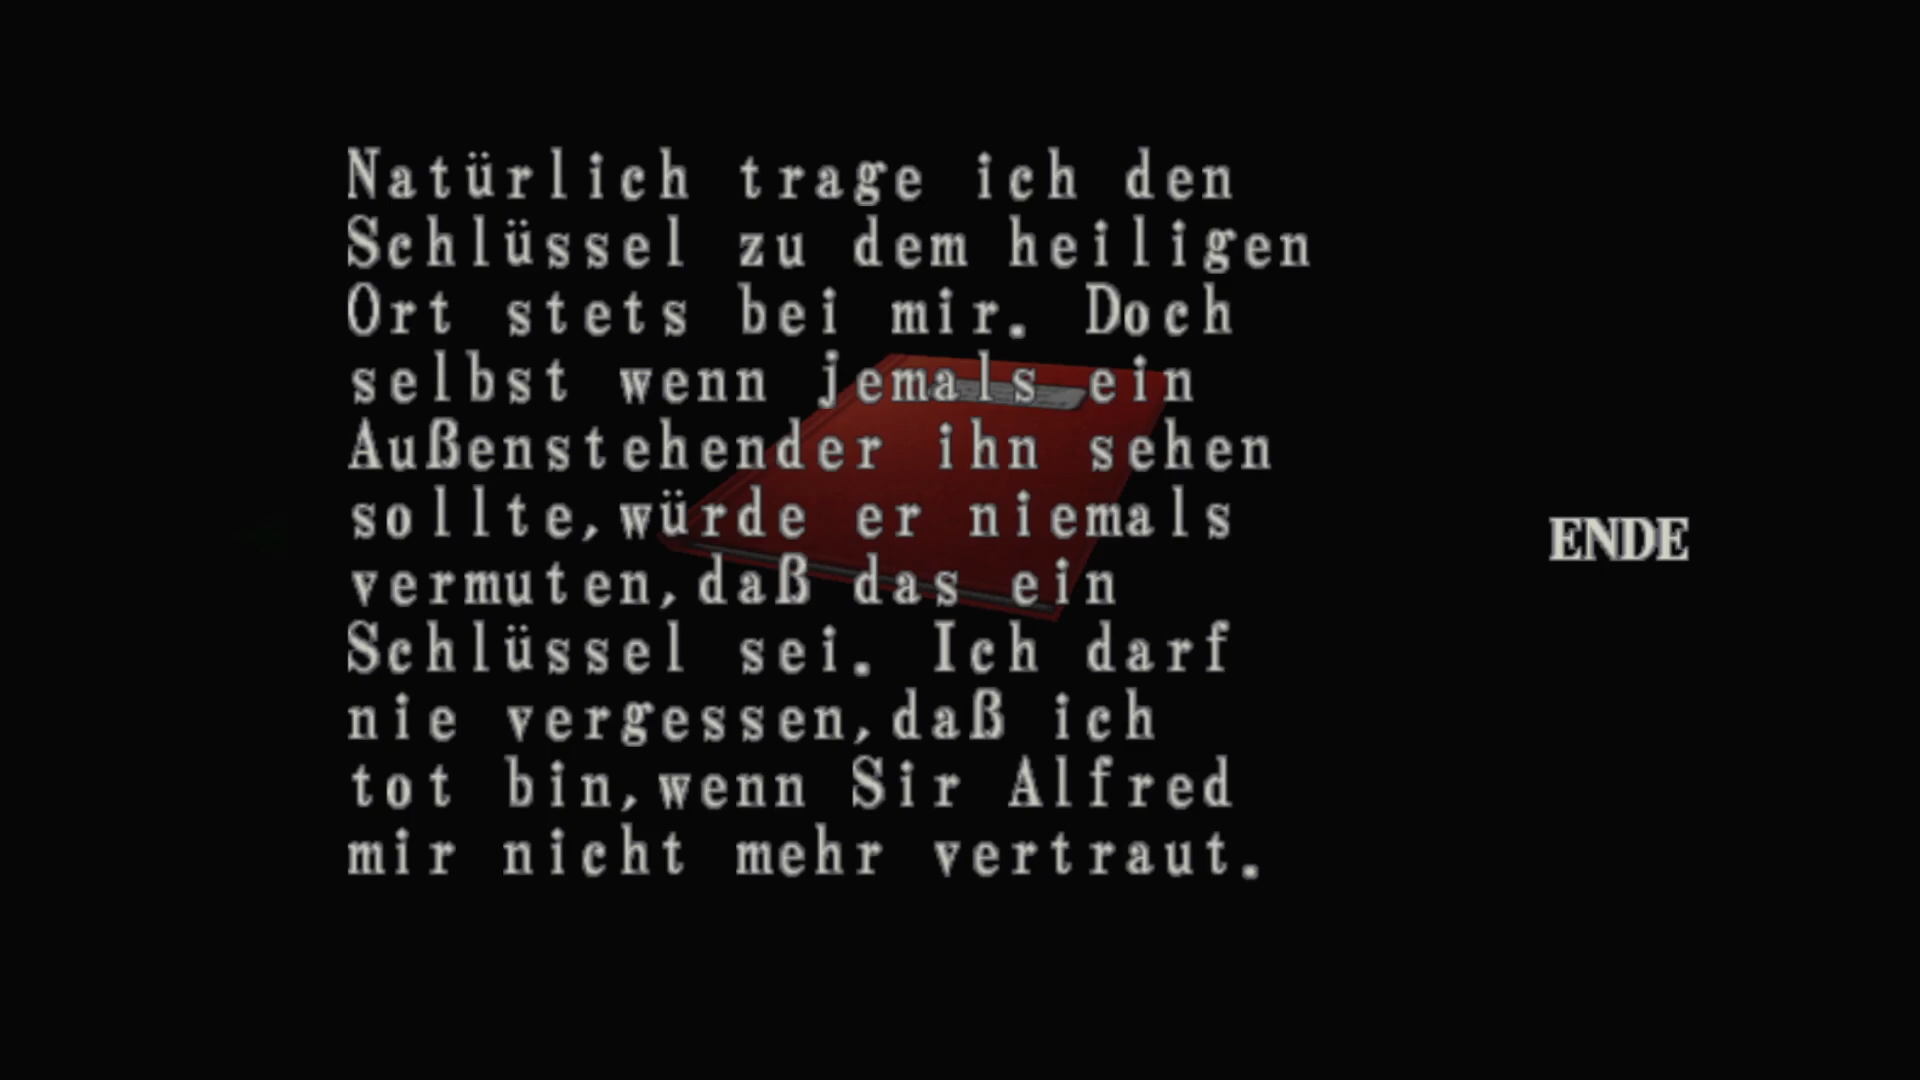 Natürlich trage ich den
Schlüssel zu dem heiligen
Ort stets bei mir. Doch
selbst wenn jemals ein
Außenstehender ihn sehen
sollte,würde er niemals
vermuten,daß das ein
Schlüssel sei. Ich darf
nie vergessen,daß ich
tot bin,wenn Sir Alfred
mir nicht mehr vertraut.
ENDE